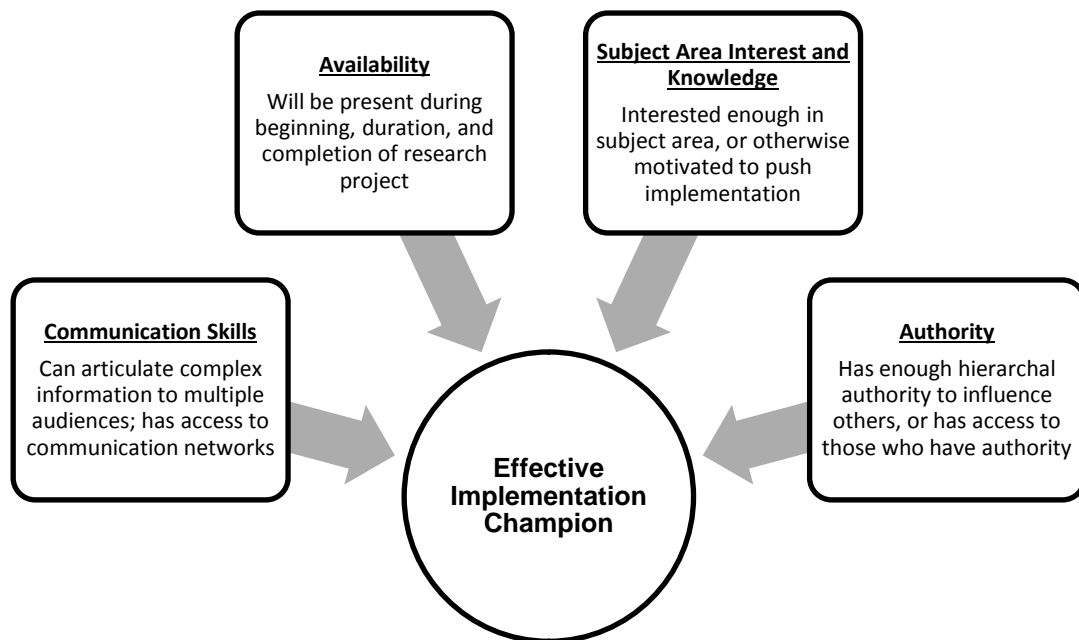 Availability
Will be present during
beginning, duration, and
completion of research
project
Subject Area Interest and
Knowledge
Interested enough in
subject area, or otherwise
motivated to push
implementation
Communication Skills
Can articulate complex
information to multiple
audiences; has access to
communication networks
Authority
Has enough hierarchal
authority to influence
others, or has access to
those who have authority
Effective
Implementation
Champion